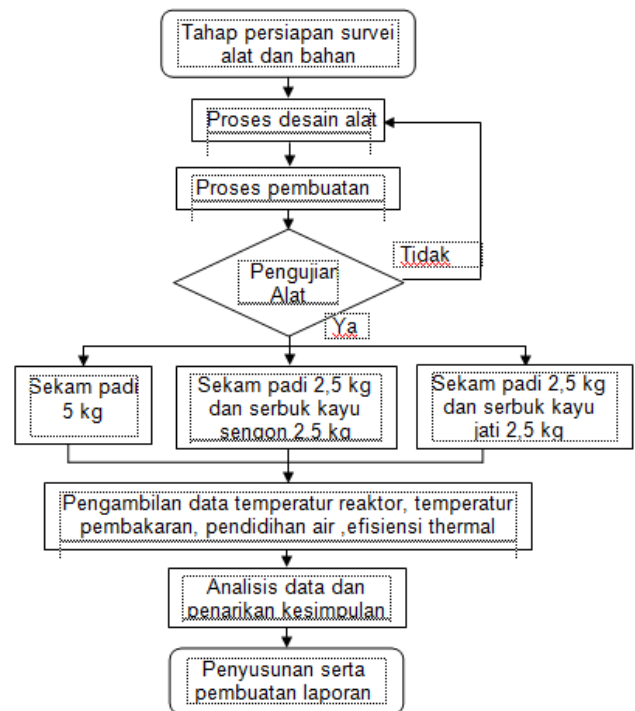 Tahap persiapan survei
alat dan bahan
Proses desain alat
Proses pembuatan
Pengujian
Alat
Tidak
Ya
Sekam padi
5 kg
Sekam padi 2,5 kg
dan serbuk kayu
sengon 2,5 kg
Sekam padi 2,5 kg
dan serbuk kayu
jati 2,5 kg
Pengambilan data temperatur reaktor, temperatur
pembakaran, pendidihan air ,efisiensi thermal
Analisis data dan
penarikan kesimpulan
Penyusunan serta
pembuatan laporan